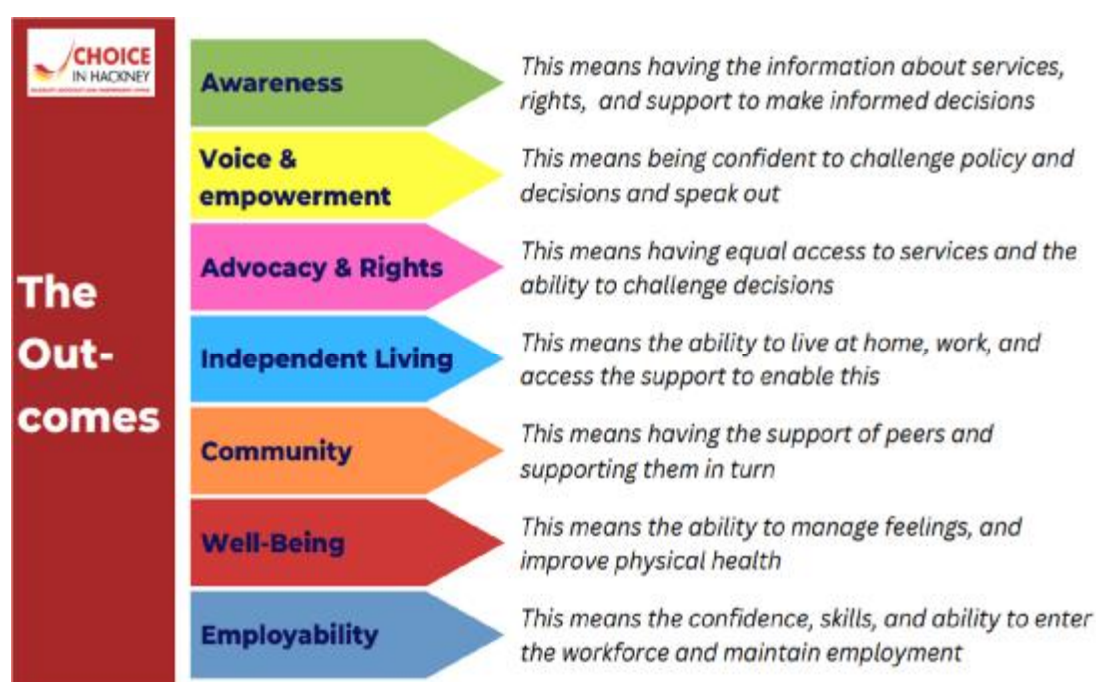 CHOICE
IN HACKNEY
The
Out-
comes
Awareness
This means having the information about services,
rights, and support to make informed decisions
Voice &
empowerment
This means being confident to challenge policy and
decisions and speak out
Advocacy & Rights
This means having equal access to services and the
ability to challenge decisions
Independent Living
This means the ability to live at home, work, and
access the support to enable this
Community
This means having the support of peers and
supporting them in turn
Well-Being
This means the ability to manage feelings, and
improve physical health
Employability
This means the confidence, skills, and ability to enter
the workforce and maintain employment